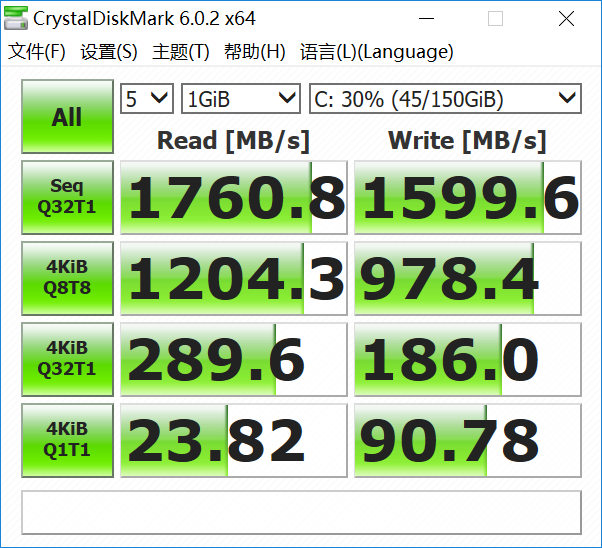 CrystalDiskMark 6.0.2 x64
文件(F) 设置(S) 主题(T) 帮助(H) 语言(L)(Language)
All 5 1GiB C: 30% (45/150GiB)
Read [MB/s] Write [MB/s]
Seq
Q32T1 1760.8 1599.6
4KiB
Q8T8 1204.3 978.4
4KiB
Q32T1 289.6 186.0
4KiB
Q1T1 23.82 90.78